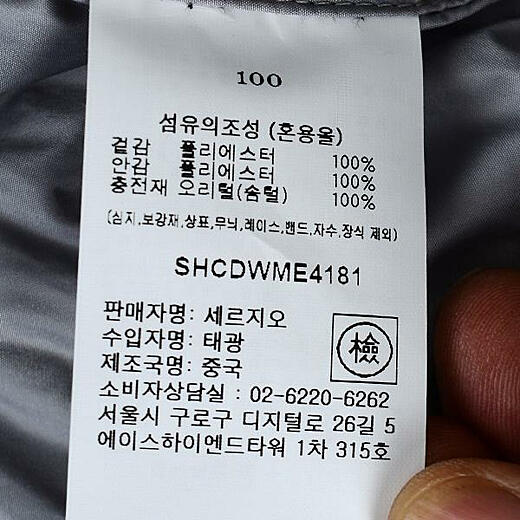 100
섬유의조성 (혼용율)
겉감 폴리에스터 100%
안감 폴리에스터 100%
충전재 오리털(솜털) 100%
(심지,보강재,상표,무늬,레이스,밴드,자수,장식 제외)
SHCDWME4181
판매자명: 세르지오
수입자명: 태광
제조국명: 중국
檢
소비자상담실 : 02-6220-6262
서울시 구로구 디지털로 26길 5
에이스하이엔드타워 1차 315호